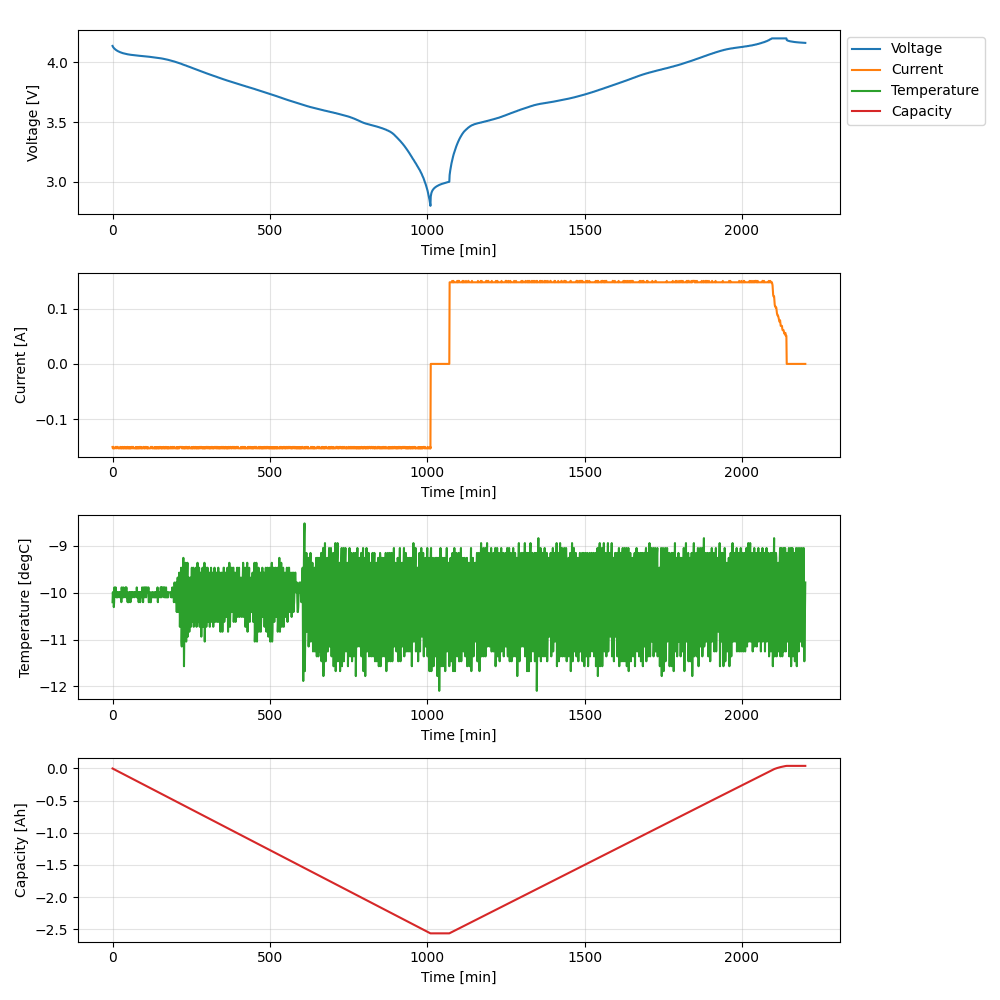 Voltage
Current
Temperature
Capacity
Voltage [V]
4.0
3.5
3.0
0 500 1000 1500 2000
Time [min]
Current [A]
0.1
0.0
−0.1
0 500 1000 1500 2000
Time [min]
Temperature [degC]
−9
−10
−11
−12
0 500 1000 1500 2000
Time [min]
Capacity [Ah]
0.0
−0.5
−1.0
−1.5
−2.0
−2.5
0 500 1000 1500 2000
Time [min]